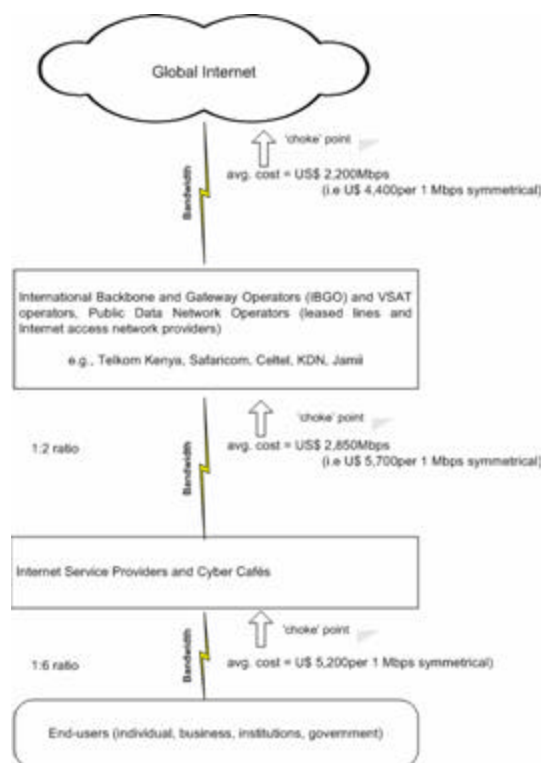 Global Internet
'choke' point
avg. cost = US$ 2,200Mbps
(i.e U$ 4,400per 1 Mbps symmetrical)
Bandwidth
International Backbone and Gateway Operators (IBGO) and VSAT
operators, Public Data Network Operators (leased lines and
Internet access network providers)
e.g., Telkom Kenya, Safaricom, Celtel, KDN, Jamii
'choke' point
1:2 ratio
avg. cost = US$ 2,850Mbps
(i.e U$ 5,700per 1 Mbps symmetrical)
Bandwidth
Internet Service Providers and Cyber Cafés
'choke' point
1:6 ratio
avg. cost = U$ 5,200per 1 Mbps symmetrical)
Bandwidth
End-users (individual, business, institutions, government)